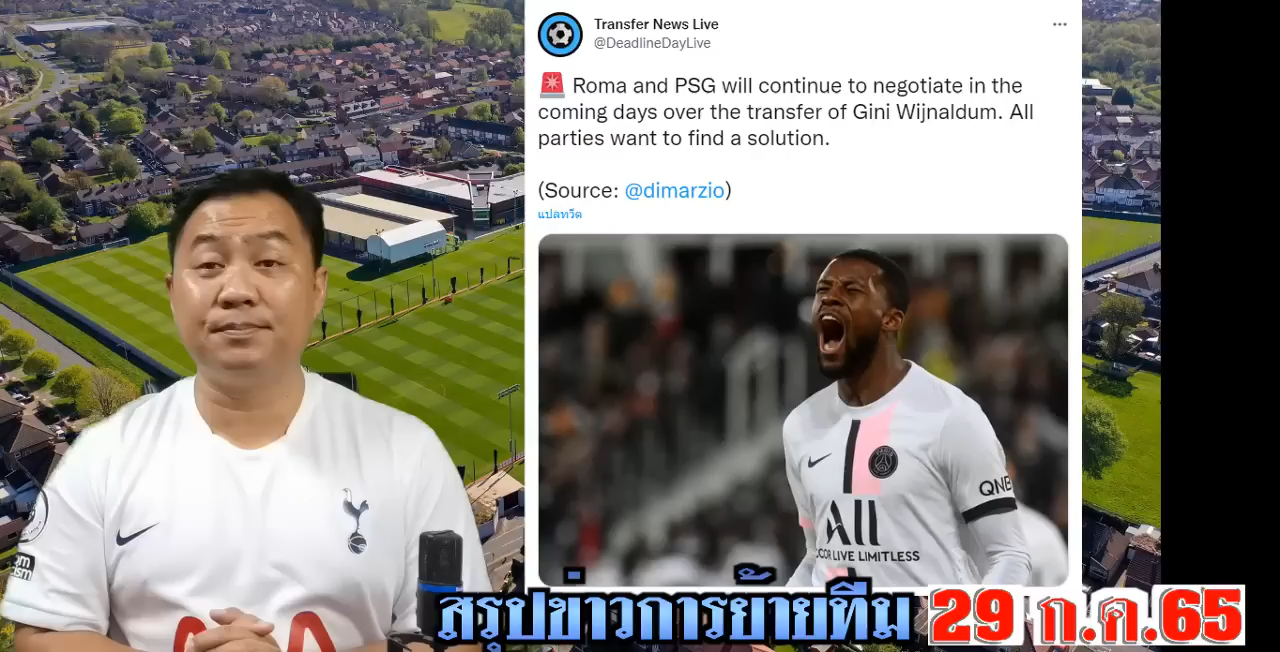 Transfer News Live
@DeadlineDayLive
🚨 Roma and PSG will continue to negotiate in the
coming days over the transfer of Gini Wijnaldum. All
parties want to find a solution.
(Source: @dimarzio)
แปลทวีต
QNB
All
CCOR LIVE LIMITLESS
สรุปข่าวการย้ายทีม 29 ก.ค.65